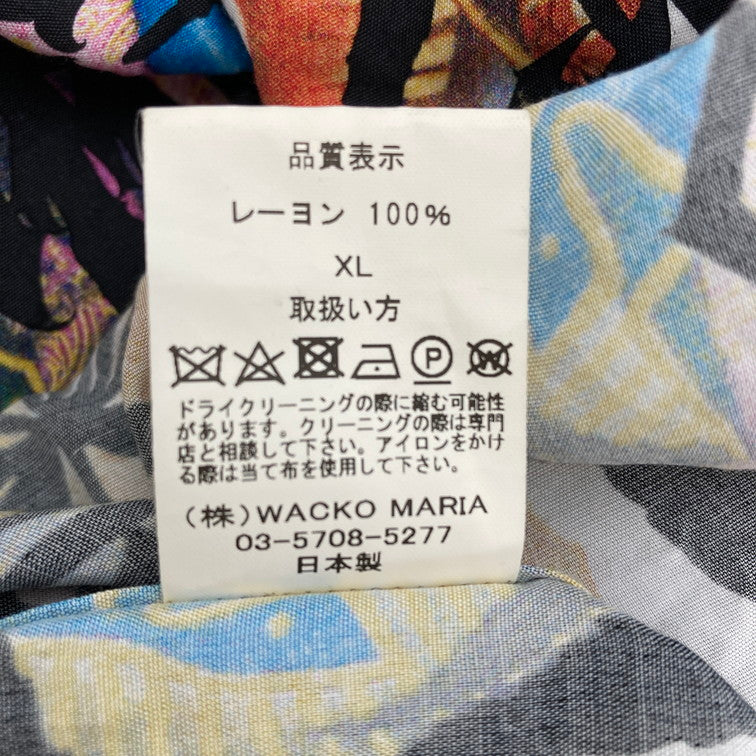 品質表示
レーヨン 100%
XL
取扱い方
P W
ドライクリーニングの際に縮む可能性
があります。クリーニングの際は専門
店と相談して下さい。アイロンをかけ
る際は当て布を使用して下さい。
(株)WACKO MARIA
03-5708-5277
日本製